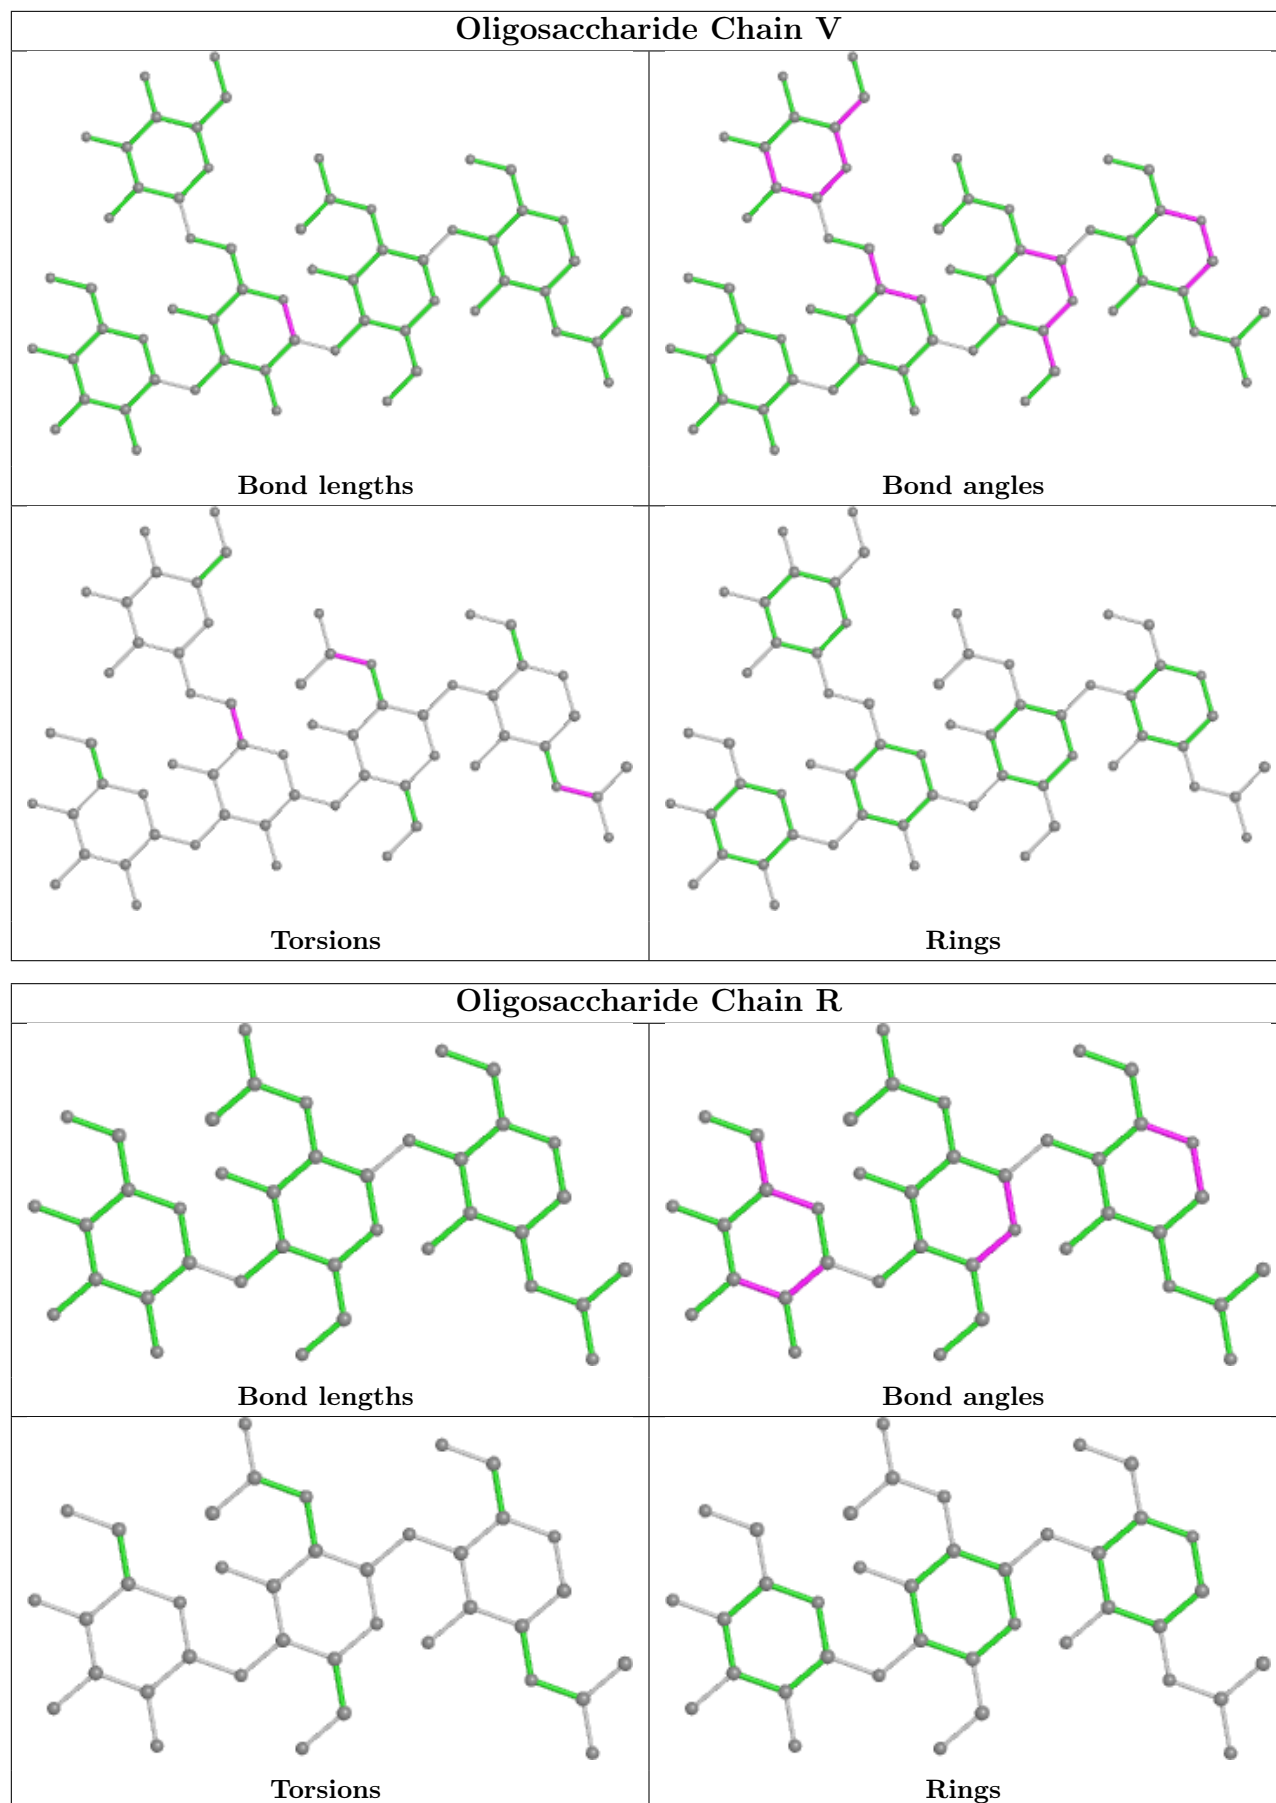 Oligosaccharide Chain V
Bond lengths
Bond angles
Torsions
Rings
Oligosaccharide Chain R
Bond lengths
Bond angles
Torsions
Rings